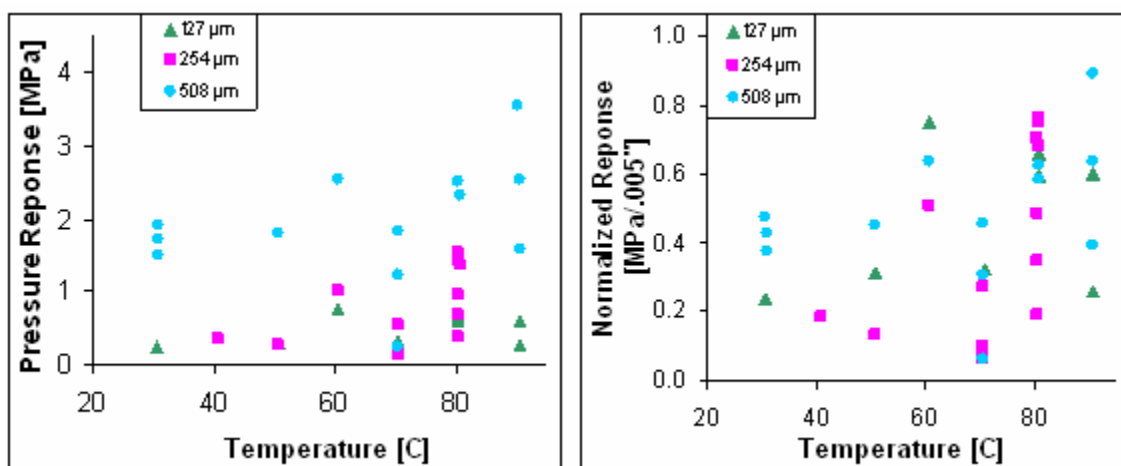 127 µm
254 µm
508 µm
Pressure Reponse [MPa]
4
3
2
1
0
20
40
60
80
Temperature [C]
127 µm
254 µm
508 µm
Normalized Reponse
[MPa/.005"]
1.0
0.8
0.6
0.4
0.2
0.0
20
40
60
80
Temperature [C]